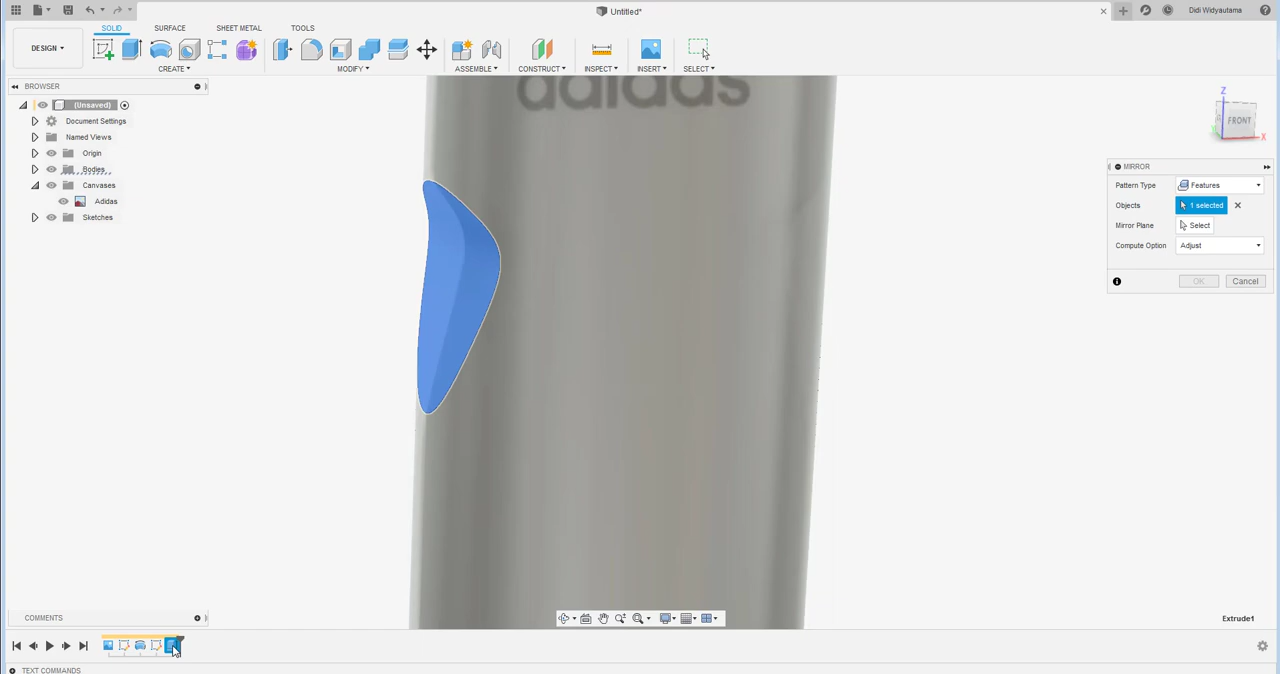 Untitled*
Didi Widyautama
SOLID
SURFACE
SHEET METAL
TOOLS
DESIGN
CREATE
MODIFY
ASSEMBLE
CONSTRUCT
INSPECT
INSERT
SELECT
BROWSER
(Unsaved)
Document Settings
Named Views
Origin
Bodies
Canvases
Adidas
Sketches
adidas
Z
FRONT
X
MIRROR
Pattern Type
Features
Objects
1 selected
Mirror Plane
Select
Compute Option
Adjust
OK
Cancel
COMMENTS
Extrude1
TEXT COMMANDS